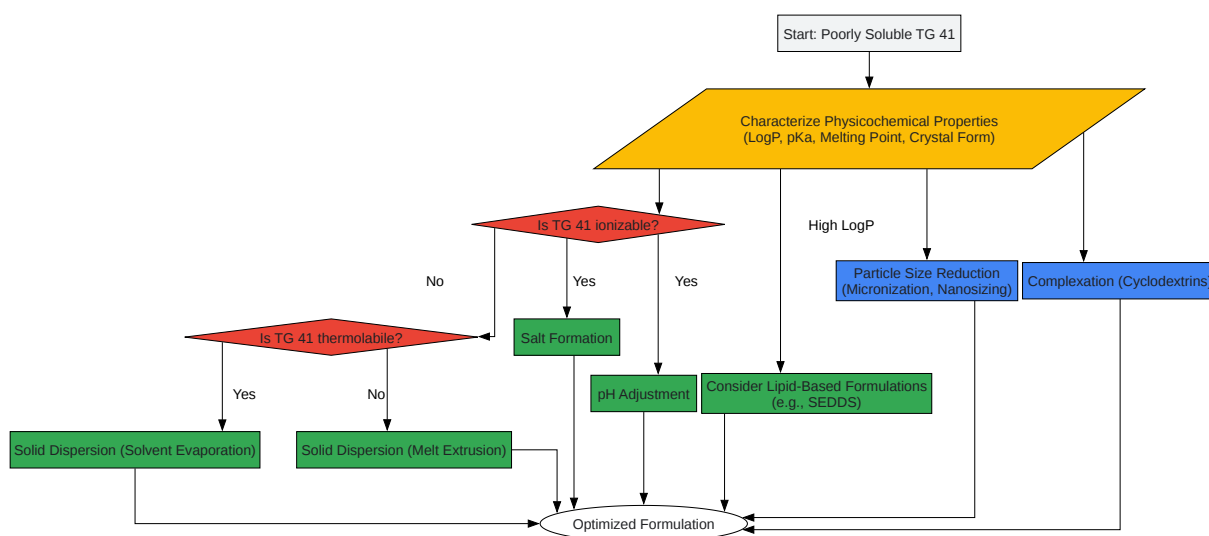 Start: Poorly Soluble TG 41
Characterize Physicochemical Properties
(LogP, pKa, Melting Point, Crystal Form)
Is TG 41 ionizable?
High LogP
No
Yes
Yes
Particle Size Reduction
(Micronization, Nanosizing)
Complexation (Cyclodextrins)
Is TG 41 thermolabile?
Salt Formation
Yes
No
pH Adjustment
Consider Lipid-Based Formulations
(e.g., SEDDS)
Solid Dispersion (Solvent Evaporation)
Solid Dispersion (Melt Extrusion)
Optimized Formulation